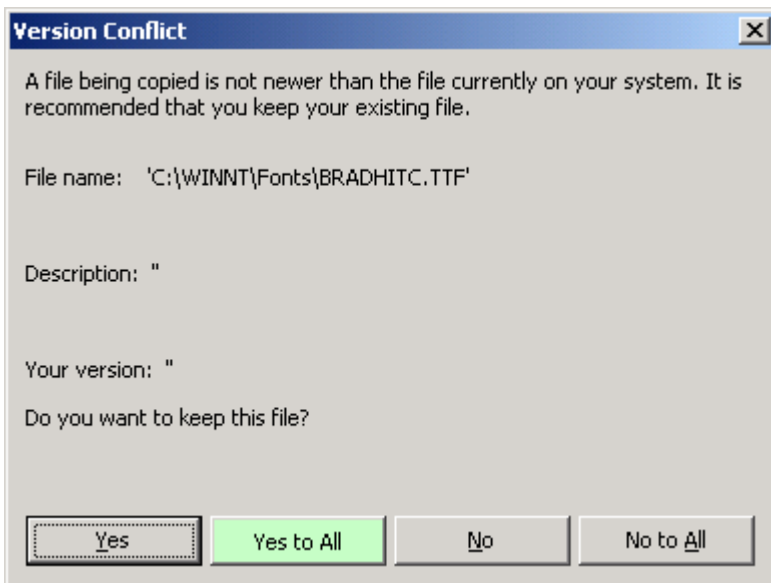 Version Conflict
A file being copied is not newer than the file currently on your system. It is
recommended that you keep your existing file.
File name: 'C:\WINNT\Fonts\BRADHITC.TTF'
Description: ''
Your version: ''
Do you want to keep this file?
Yes Yes to All No No to All